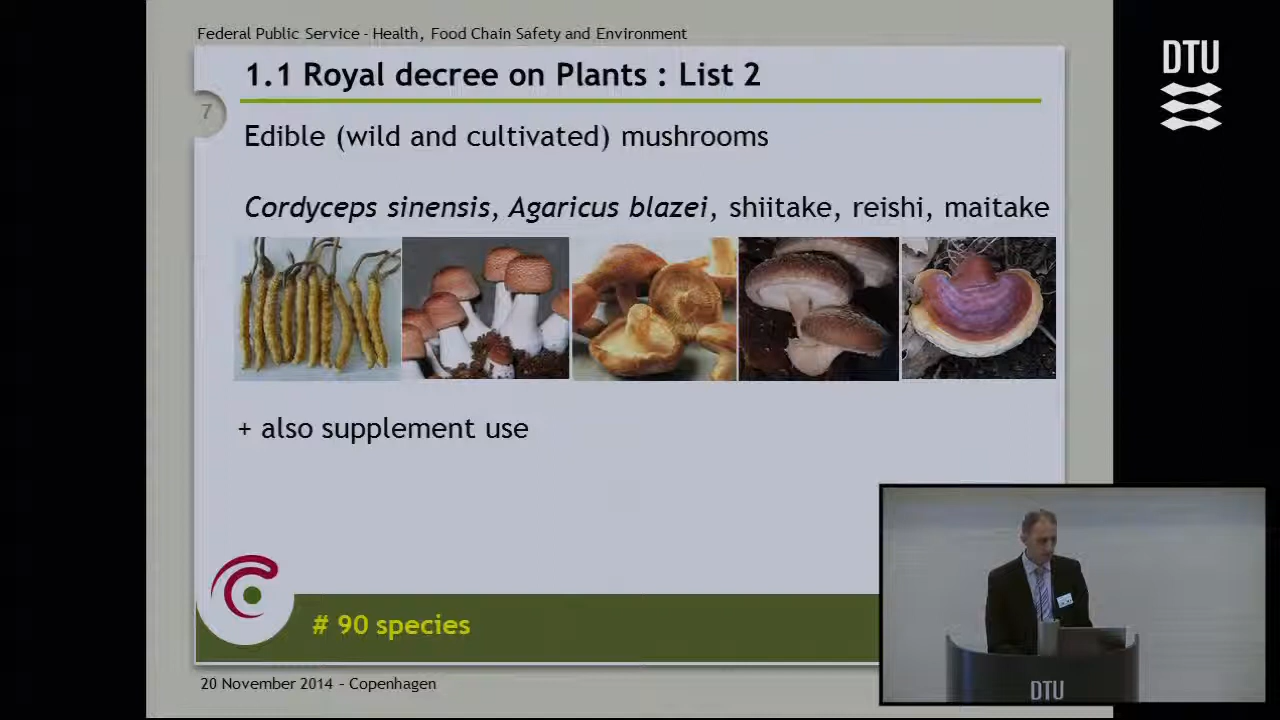 Federal Public Service - Health, Food Chain Safety and Environment
DTU
1.1 Royal decree on Plants : List 2
7
Edible (wild and cultivated) mushrooms
Cordyceps sinensis, Agaricus blazei, shiitake, reishi, maitake
+ also supplement use
# 90 species
20 November 2014 – Copenhagen
DTU